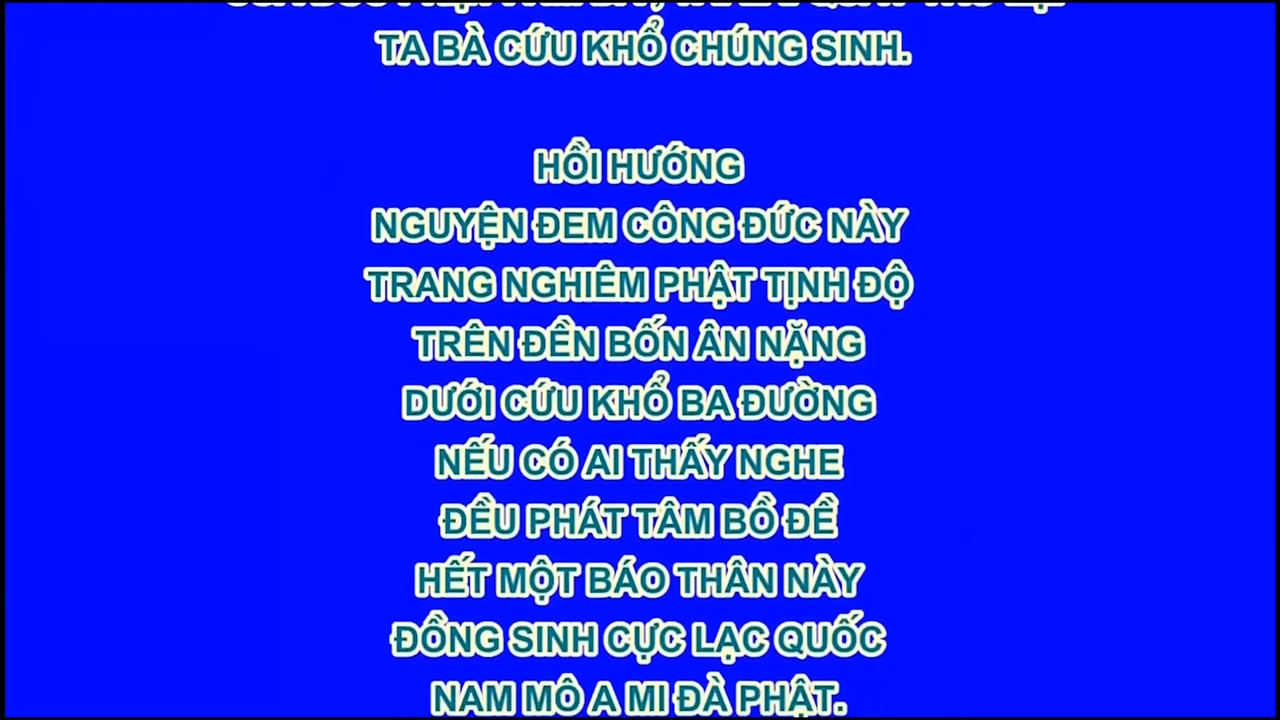 TA BÀ CỨU KHỔ CHÚNG SINH.
HỒI HƯỚNG
NGUYỆN ĐEM CÔNG ĐỨC NÀY
TRANG NGHIÊM PHẬT TỊNH ĐỘ
TRÊN ĐỀN BỐN ÂN NẶNG
DƯỚI CỨU KHỔ BA ĐƯỜNG
NẾU CÓ AI THẤY NGHE
ĐỀU PHÁT TÂM BỒ ĐỀ
HẾT MỘT BÁO THÂN NÀY
ĐỒNG SINH CỰC LẠC QUỐC
NAM MÔ A MI ĐÀ PHẬT.